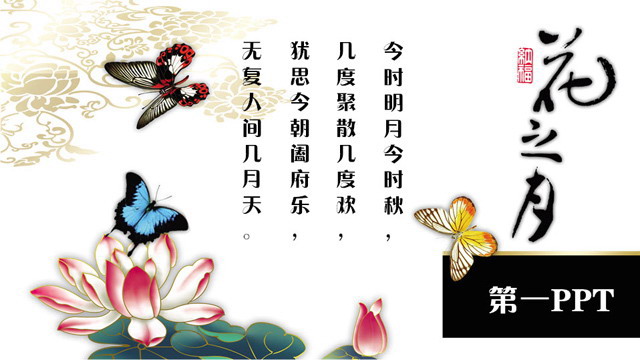 花之月
納福
今时明月今时秋，
几度聚散几度欢，
犹思今朝阖府乐，
无复人间几月天。
第一PPT